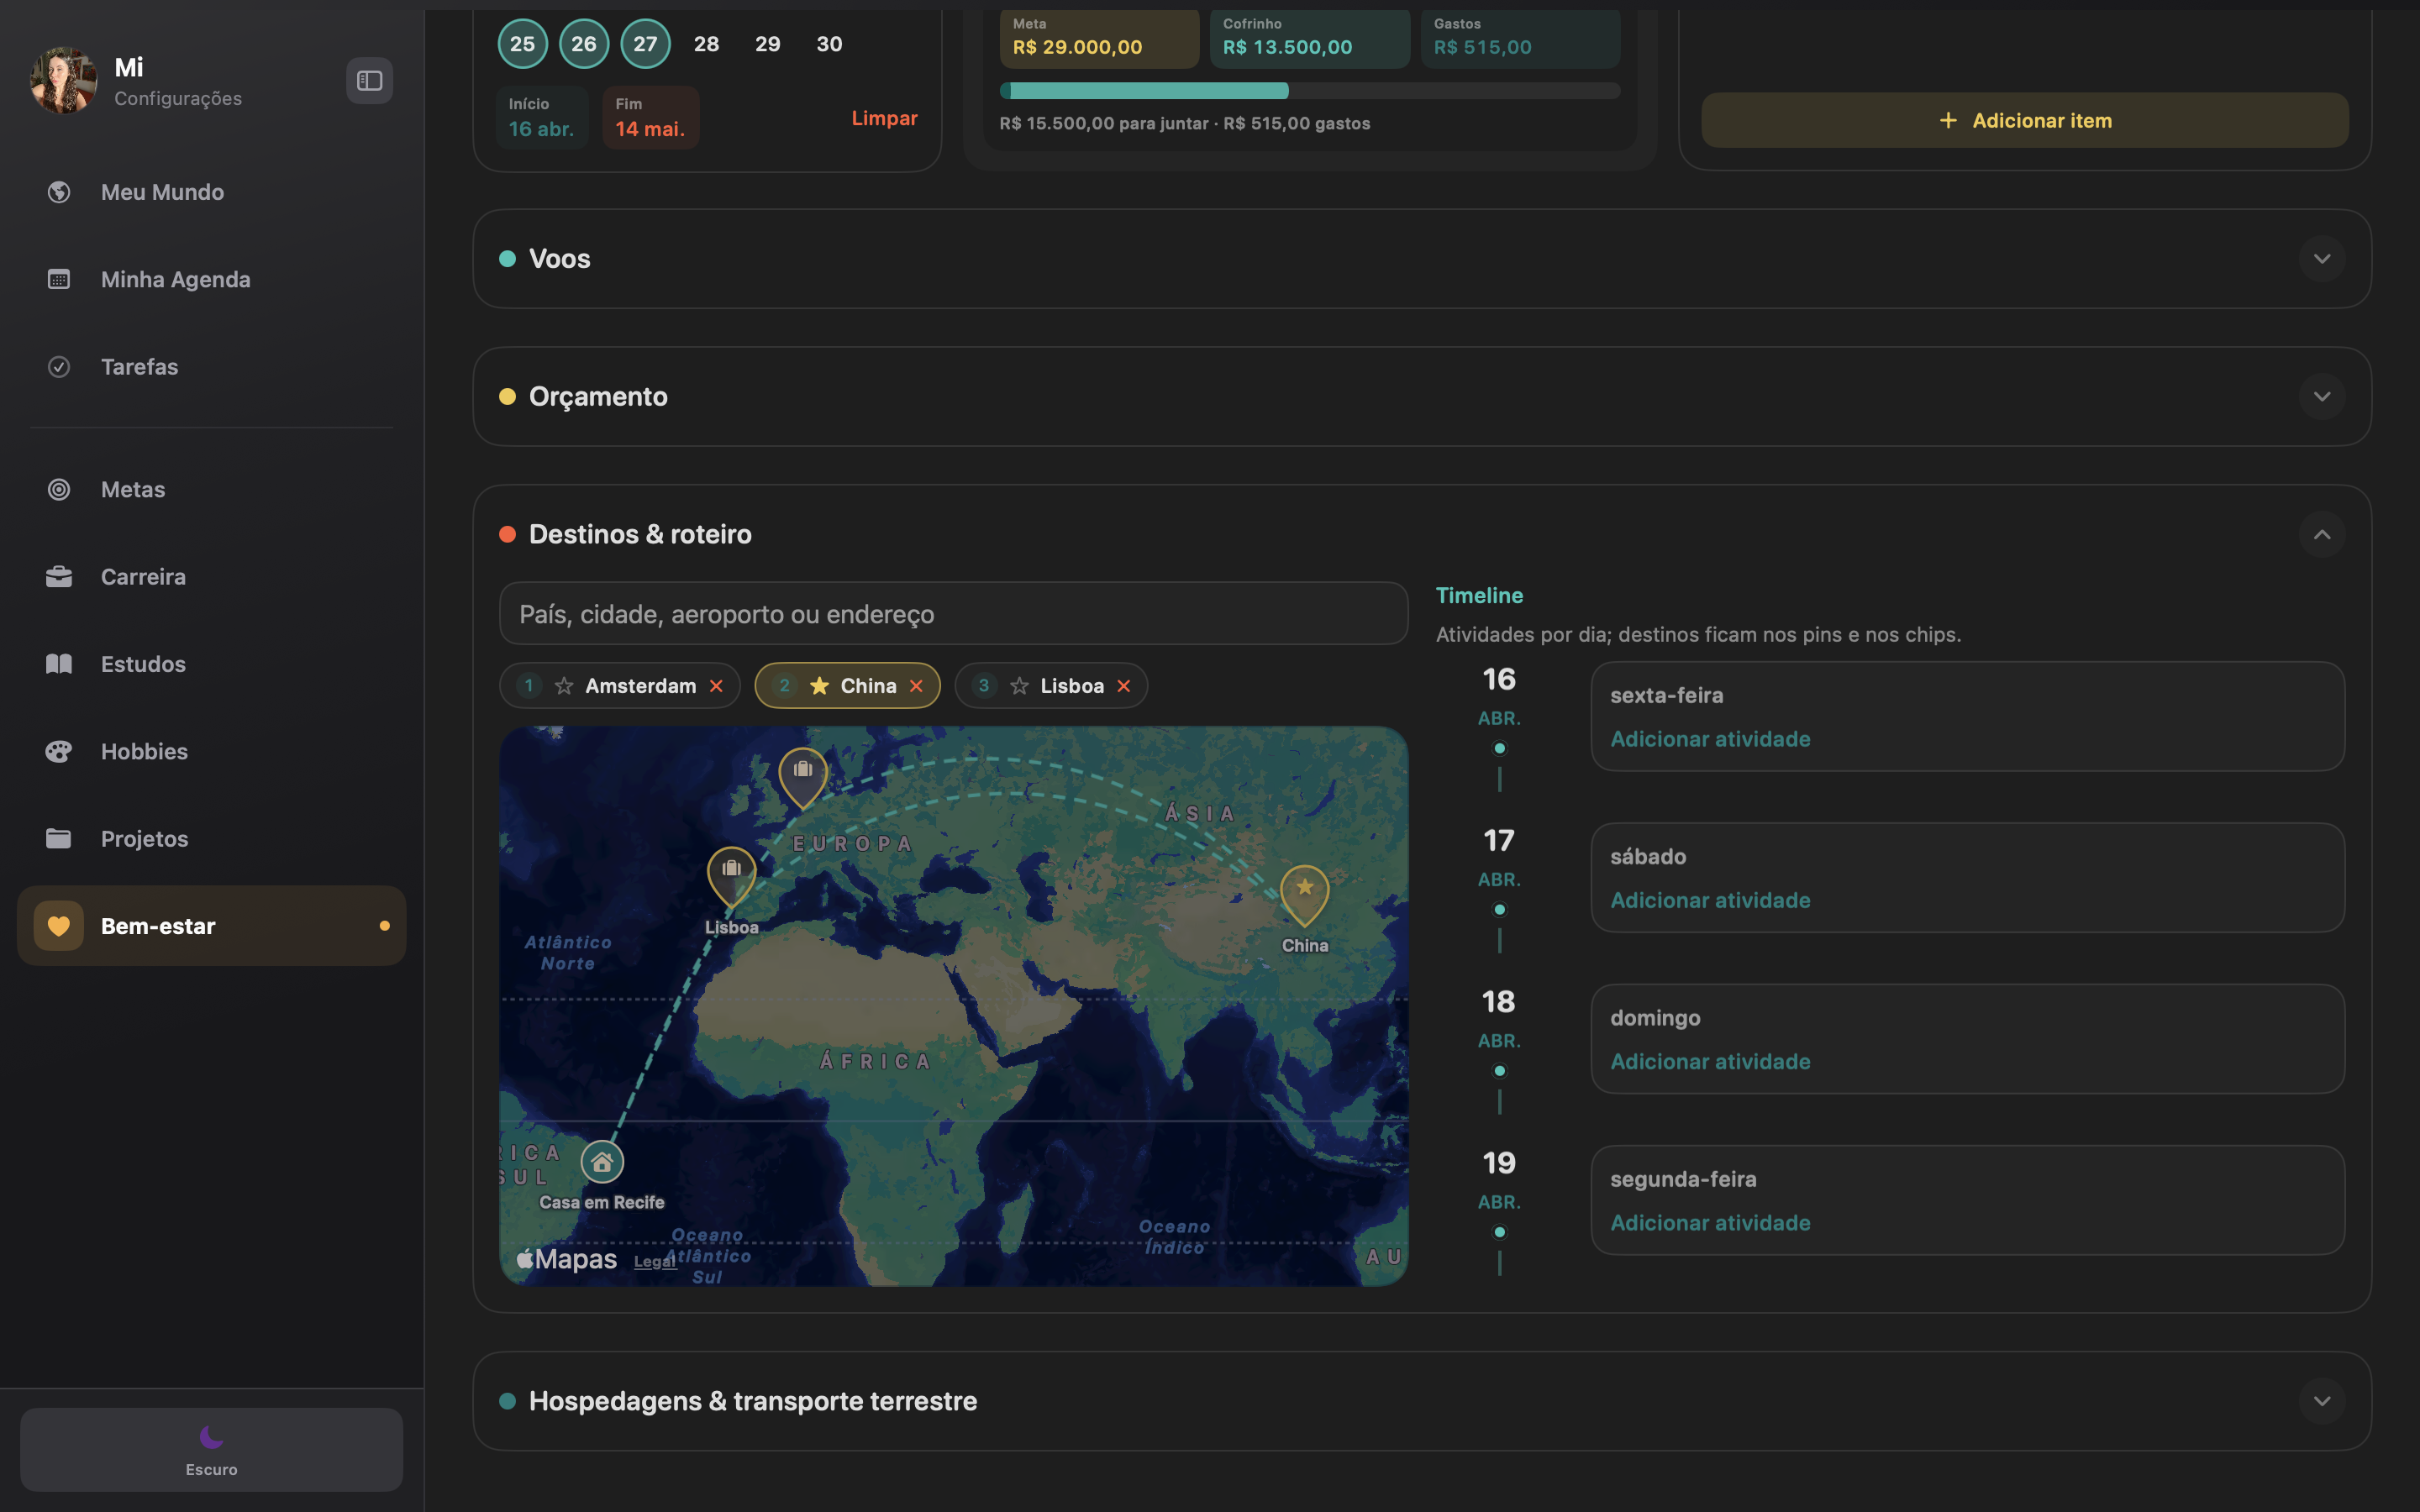 Mi
Configurações
Meu Mundo
Minha Agenda
Tarefas
Metas
Carreira
Estudos
Hobbies
Projetos
Bem-estar
Escuro
25 26 27 28 29 30
Início
16 abr.
Fim
14 mai.
Limpar
Meta
R$ 29.000,00
Cofrinho
R$ 13.500,00
Gastos
R$ 515,00
R$ 15.500,00 para juntar · R$ 515,00 gastos
+ Adicionar item
Voos
Orçamento
Destinos & roteiro
País, cidade, aeroporto ou endereço
1 Amsterdam
2 China
3 Lisboa
ÁSIA
EUROPA
Lisboa
China
Atlântico
Norte
ÁFRICA
RICA
SUL
Casa em Recife
Oceano
Atlântico
Sul
Oceano
Índico
AU
Mapas
Legal
Timeline
Atividades por dia; destinos ficam nos pins e nos chips.
16
ABR.
sexta-feira
Adicionar atividade
17
ABR.
sábado
Adicionar atividade
18
ABR.
domingo
Adicionar atividade
19
ABR.
segunda-feira
Adicionar atividade
Hospedagens & transporte terrestre